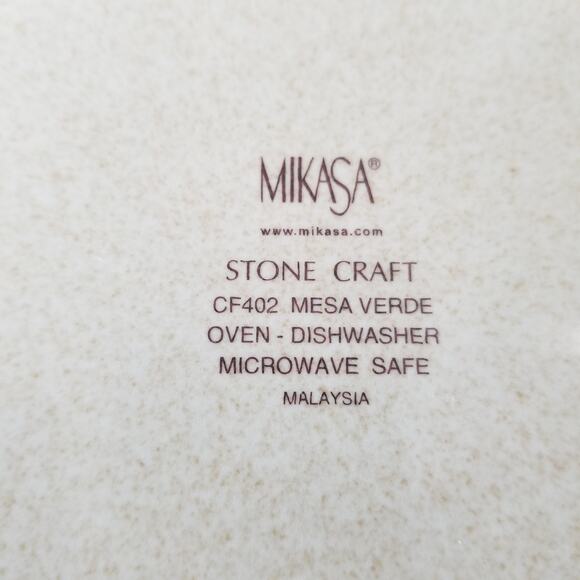 MIKASA®
www.mikasa.com
STONE CRAFT
CF402 MESA VERDE
OVEN - DISHWASHER
MICROWAVE SAFE
MALAYSIA